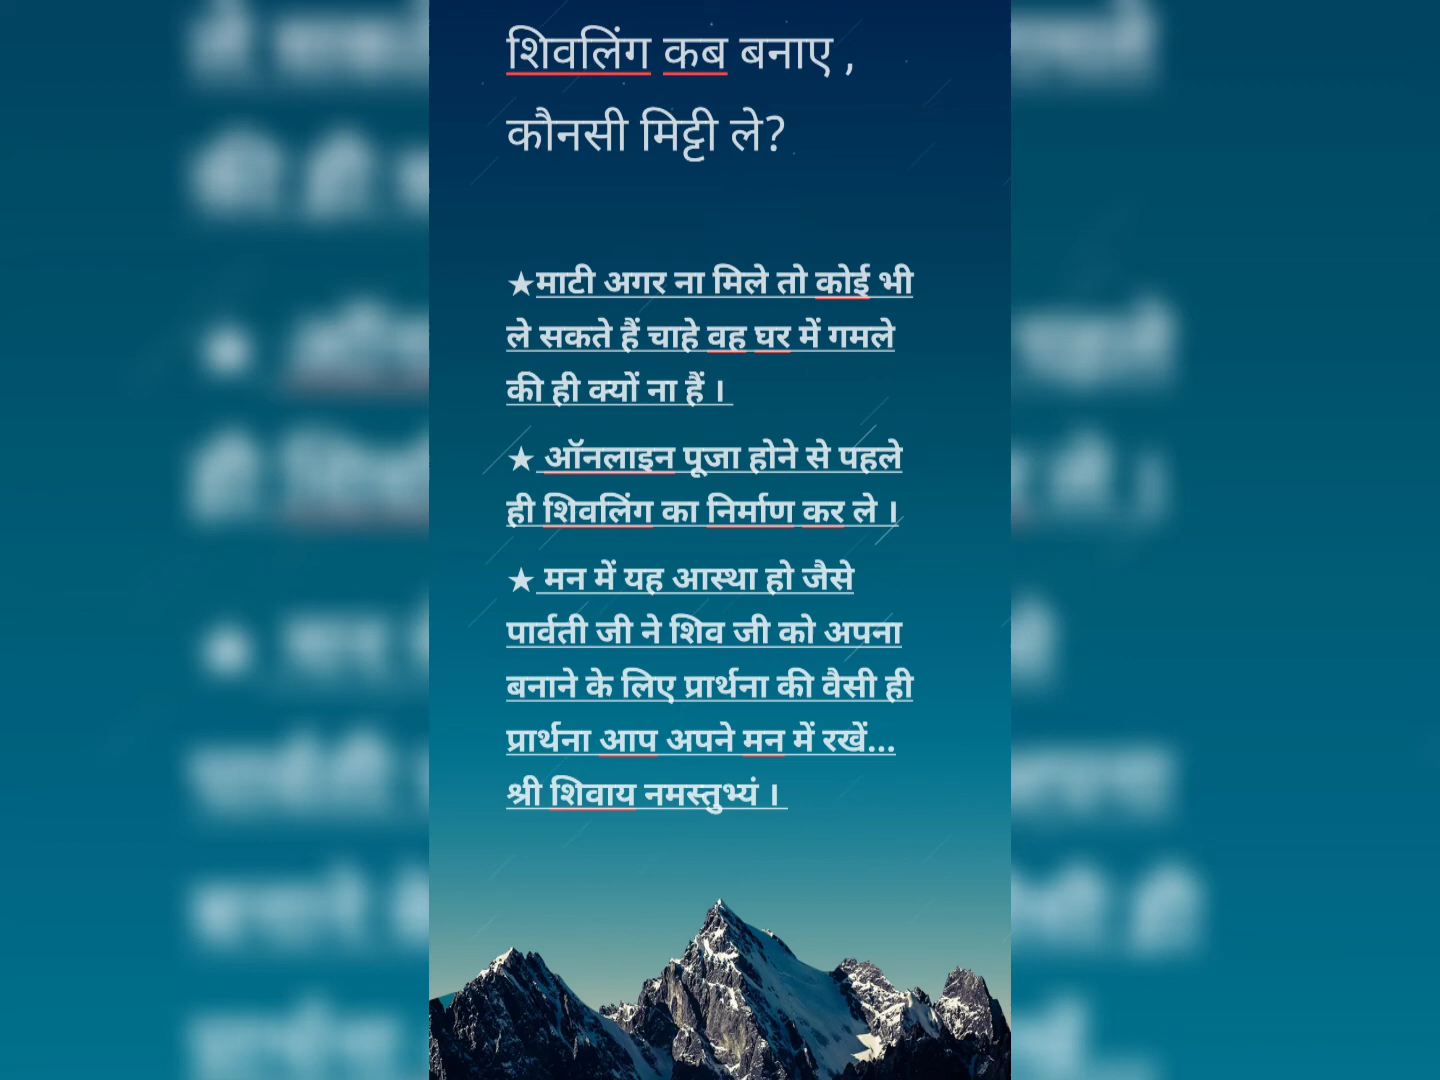 शिवलिंग कब बनाए ,
कौनसी मिट्टी ले?
★माटी अगर ना मिले तो कोई भी
ले सकते हैं चाहे वह घर में गमले
की ही क्यों ना हैं ।
★ ऑनलाइन पूजा होने से पहले
ही शिवलिंग का निर्माण कर ले ।
★ मन में यह आस्था हो जैसे
पार्वती जी ने शिव जी को अपना
बनाने के लिए प्रार्थना की वैसी ही
प्रार्थना आप अपने मन में रखें...
श्री शिवाय नमस्तुभ्यं ।